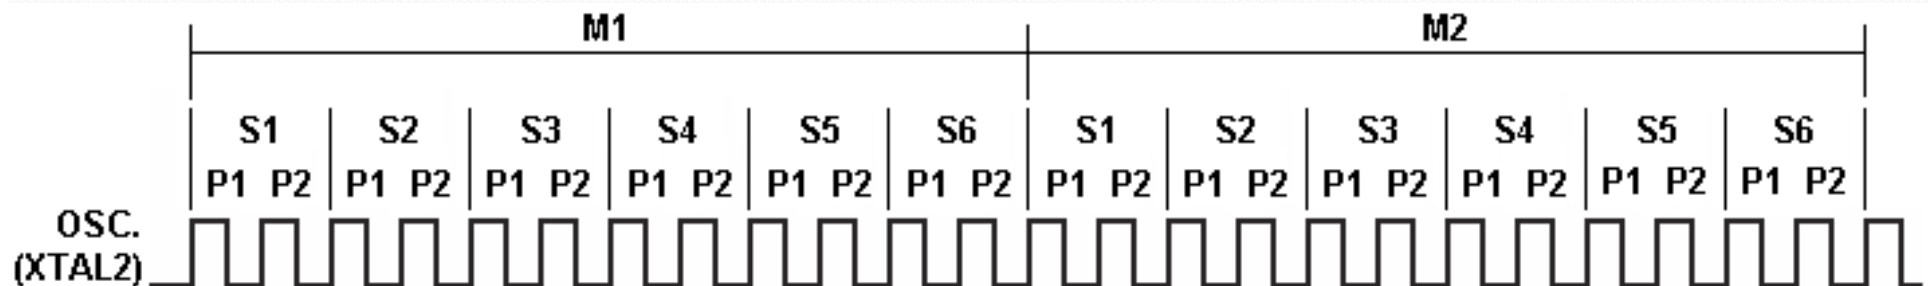 M1 M2
S1 S2 S3 S4 S5 S6 S1 S2 S3 S4 S5 S6
P1 P2 P1 P2 P1 P2 P1 P2 P1 P2 P1 P2 P1 P2 P1 P2 P1 P2 P1 P2 P1 P2 P1 P2
OSC.
(XTAL2)